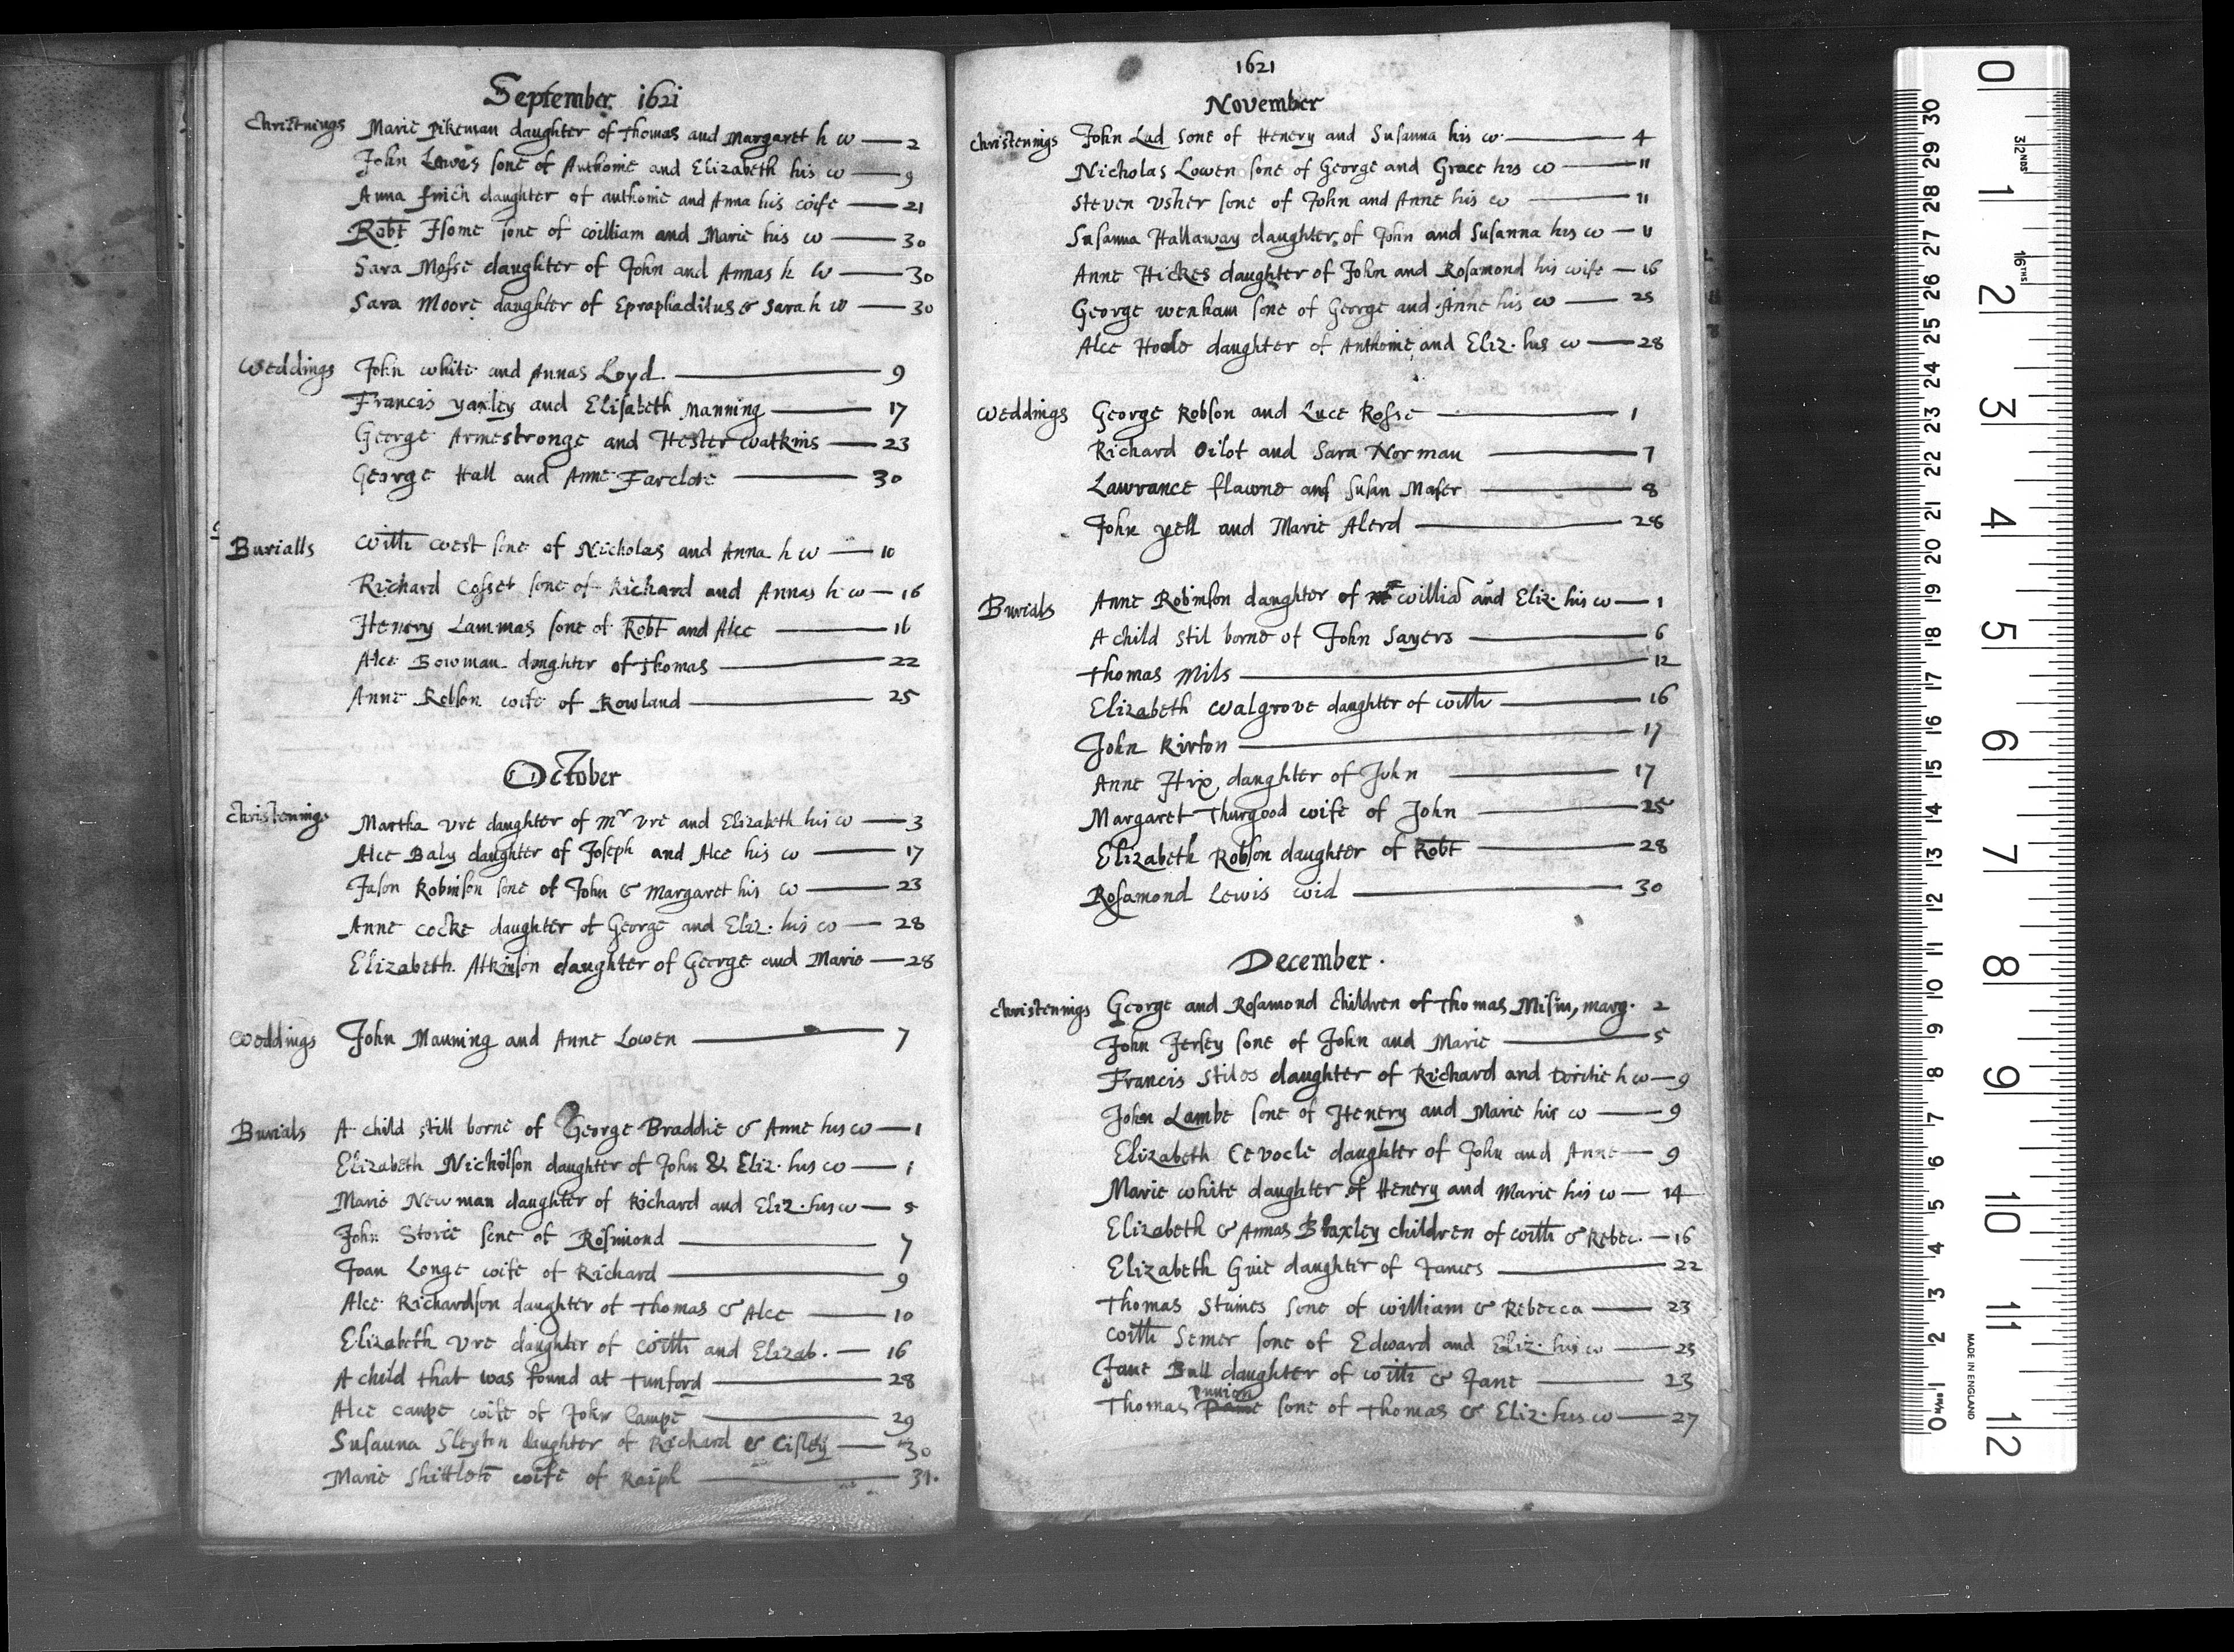 September 1621
Christnings Marie Pikeman daughter of Thomas and Margaret h w — 2
John Lewis sone of Anthonie and Elizabeth his w — 9
Anna daughter of anthonie and Anna his wife — 21
Robt Home sone of william and Marie his w — 30
Sara Mosse daughter of John and Annas h w — 30
Sara Moore daughter of Epraphaditus & Sara h w — 30
Weddings John white and Annas Loyd — 9
Francis yaxley and Elisabeth Manning — 17
George Armestronge and Hester watkins — 23
George Hall and Anne Farclote — 30
Burialls Willi west sone of Nicholas and Anna h w — 10
Richard Cosset sone of Richard and Annas h w — 16
Henery Lammas sone of Robt and Alce — 16
Alce Bowman daughter of Thomas — 22
Anne Robson wife of Rowland — 25
October
Christenings Martha vre daughter of mr vre and Elizabeth his w — 3
Alce Baly daughter of Joseph and Alce his w — 17
Jason Robinson sone of John & Margaret his w — 23
Anne Cocke daughter of George and Eliz. his w — 28
Elizabeth Atkinson daughter of George and Marie — 28
Weddings John Manning and Anne Lowen — 7
Burials A child still borne of George Braddie & Anne his w — 1
Elizabeth Nicholson daughter of John & Eliz. his w — 1
Marie Newman daughter of Richard and Eliz. his w — 5
John Storie sone of Rosimond — 7
Joan Longe wife of Richard — 9
Alce Richardson daughter of Thomas & Alce — 10
Elizabeth Vre daughter of Willi and Elizab. — 16
A child that was found at Tunford — 28
Alce Campe wife of John Campe — 29
Susanna Sleyton daughter of Richard & Cisley — 30
Marie Shittlete wife of Raiph — 31.
1621
November
Christenings John Lad sone of Henery and Susanna his w — 4
Nicholas Lowen sone of George and Grace his w — 11
Steven Vsher sone of John and Anne his w — 11
Susanna Hallaway daughter of John and Susanna his w — 11
Anne Hickes daughter of John and Rosamond his wife — 16
George wenham sone of George and Anne his w — 25
Alce daughter of Anthonie and Eliz. his w — 28
Weddings George Robson and Luce Rosse — 1
Richard Oilot and Sara Norman — 7
Lawrance flawne and Susan Maser — 8
John yell and Marie Alerd — 28
Burials Anne Robinson daughter of willia and Eliz. his w — 1
A child stil borne of John Sayers — 6
Thomas Mils — 12
Elizabeth Walgrove daughter of Willi — 16
John Kirton — 17
Anne Hix daughter of John — 17
Margaret Thurgood wife of John — 25
Elizabeth Robson daughter of Robt — 28
Rosamond Lewis wid — 30
December.
Christenings George and Rosamond children of Thomas Misin, marg. 2
John Jersey sone of John and Marie — 5
Francis Stilos daughter of Richard and h w — 9
John Lambe sone of Henery and Marie his w — 9
Elizabeth Cevocle daughter of John and Anne — 9
Marie white daughter of Henery and Marie his w — 14
Elizabeth & Annas Blaxley children of Willi & Rebec. — 16
Elizabeth Grie daughter of James — 22
Thomas Stimes sone of william & Rebecca — 23
Willi Semer sone of Edward and Eliz. his w — 25
Jane Bull daughter of Willi & Jane — 23
Thomas sone of Thomas & Eliz. his w — 27
0 1 2 3 4 5 6 7 8 9 10 11 12
32NDS
16THS
0 1 2 3 4 5 6 7 8 9 10 11 12 13 14 15 16 17 18 19 20 21 22 23 24 25 26 27 28 29 30
MADE IN ENGLAND